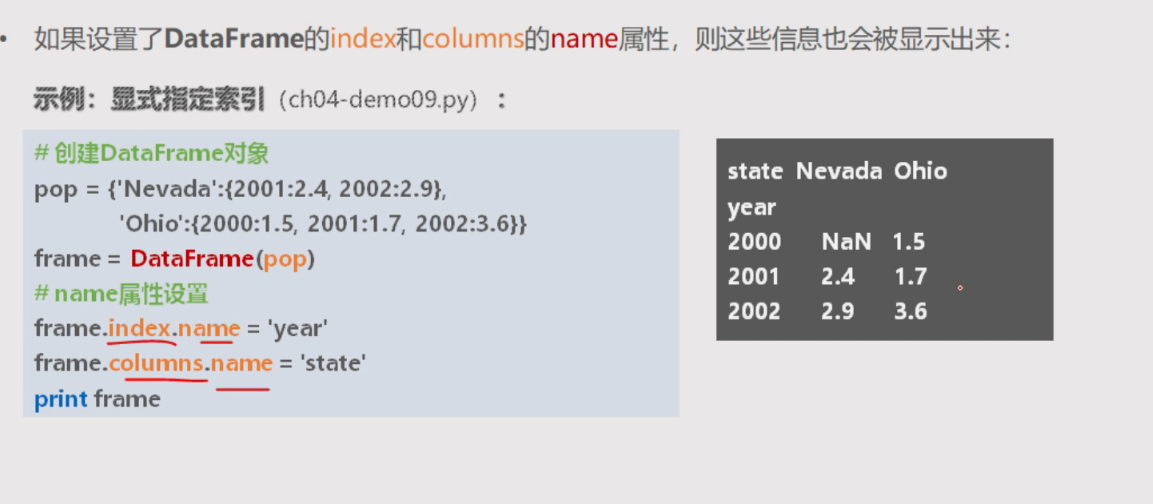 • 如果设置了DataFrame的index和columns的name属性，则这些信息也会被显示出来：
示例：显式指定索引（ch04-demo09.py）：
# 创建DataFrame对象
pop = {'Nevada':{2001:2.4, 2002:2.9},
'Ohio':{2000:1.5, 2001:1.7, 2002:3.6}}
frame = DataFrame(pop)
# name属性设置
frame.index.name = 'year'
frame.columns.name = 'state'
print frame
state Nevada Ohio
year
2000 NaN 1.5
2001 2.4 1.7
2002 2.9 3.6